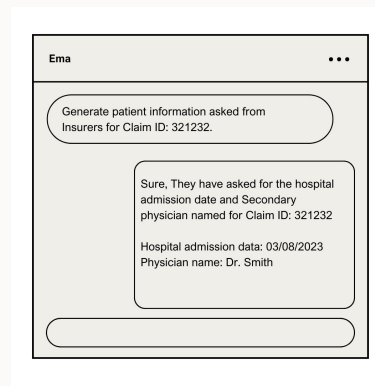 Ema
Generate patient information asked from
Insurers for Claim ID: 321232.
Sure, They have asked for the hospital
admission date and Secondary
physician named for Claim ID: 321232
Hospital admission data: 03/08/2023
Physician name: Dr. Smith